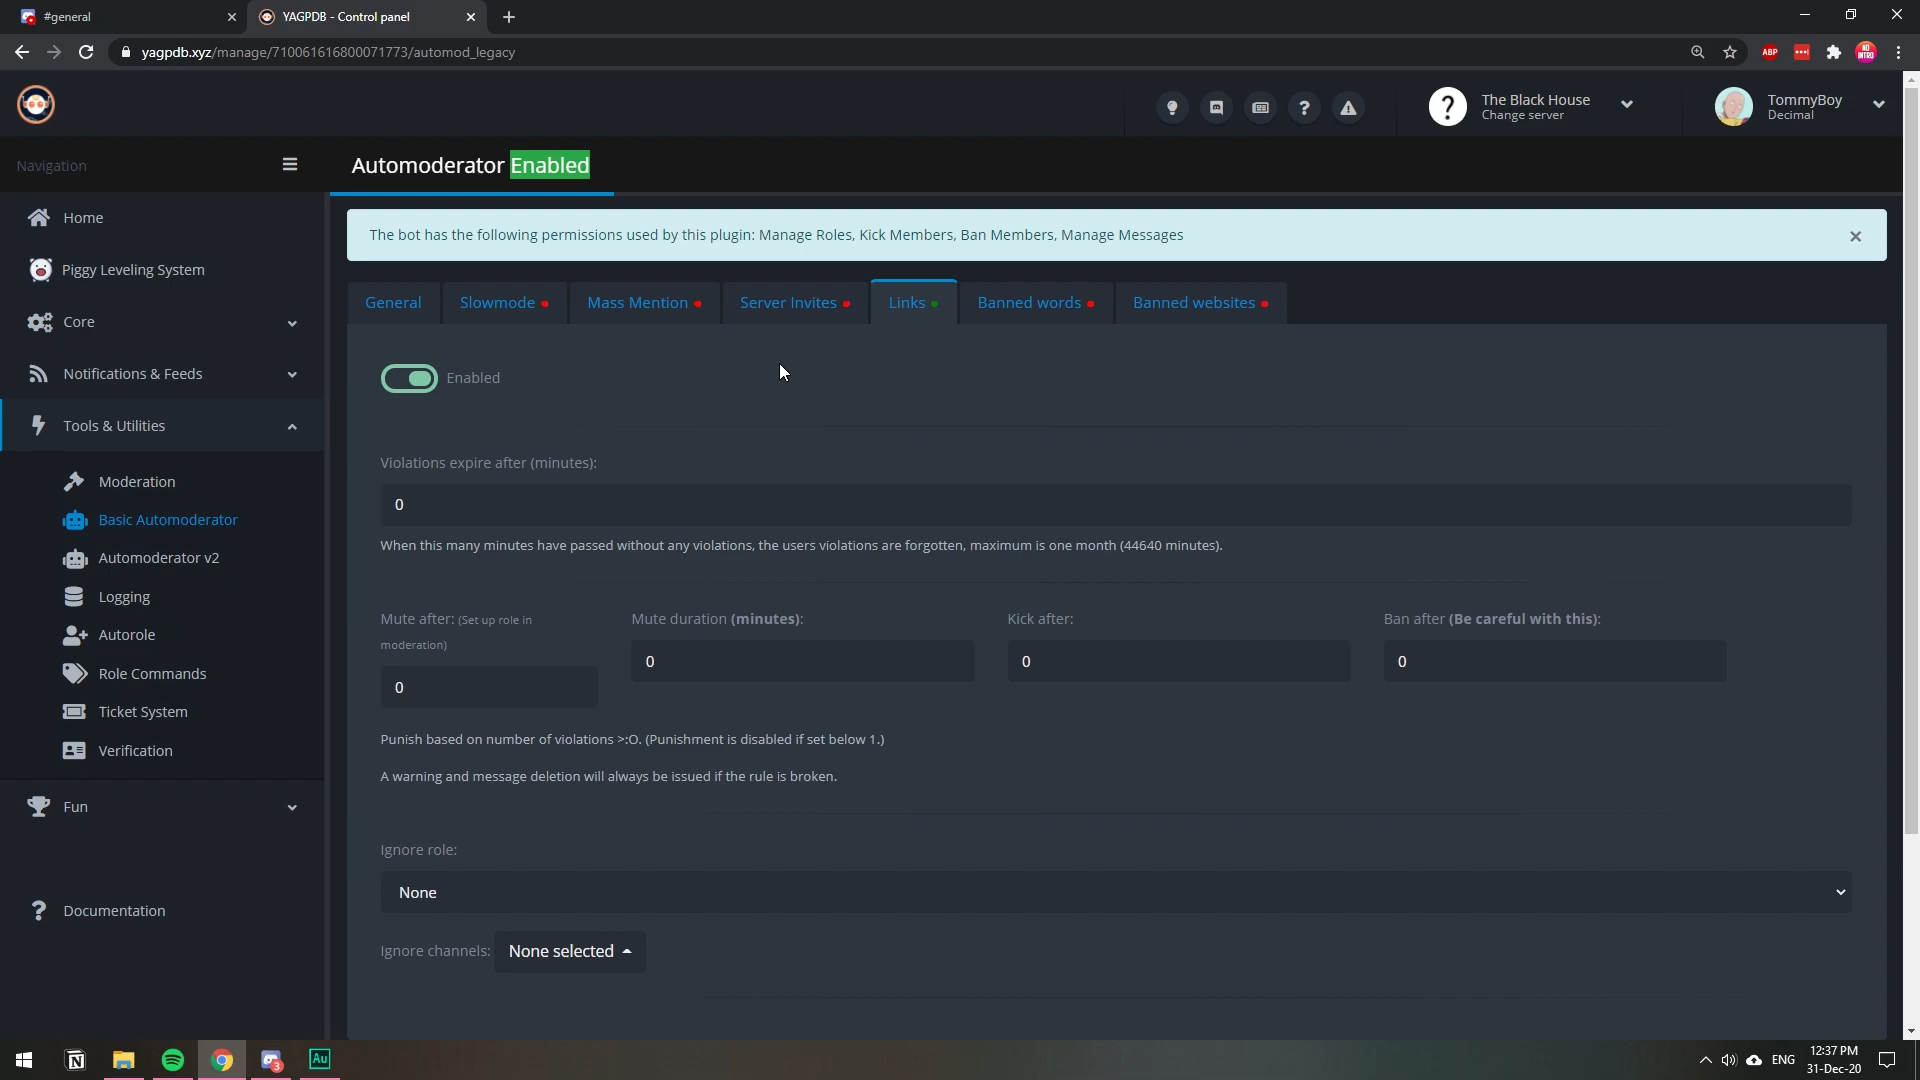 #general
YAGPDB - Control panel
yagpdb.xyz/manage/710061616800071773/automod_legacy
ABP
NO INTRO
The Black House
Change server
TommyBoy
Decimal
Navigation
Automoderator Enabled
Home
Piggy Leveling System
Core
Notifications & Feeds
Tools & Utilities
Moderation
Basic Automoderator
Automoderator v2
Logging
Autorole
Role Commands
Ticket System
Verification
Fun
Documentation
The bot has the following permissions used by this plugin: Manage Roles, Kick Members, Ban Members, Manage Messages
General
Slowmode
Mass Mention
Server Invites
Links
Banned words
Banned websites
Enabled
Violations expire after (minutes):
0
When this many minutes have passed without any violations, the users violations are forgotten, maximum is one month (44640 minutes).
Mute after: (Set up role in
moderation)
0
Mute duration (minutes):
0
Kick after:
0
Ban after (Be careful with this):
0
Punish based on number of violations >:O. (Punishment is disabled if set below 1.)
A warning and message deletion will always be issued if the rule is broken.
Ignore role:
None
Ignore channels: None selected
Au
3
ENG
12:37 PM
31-Dec-20